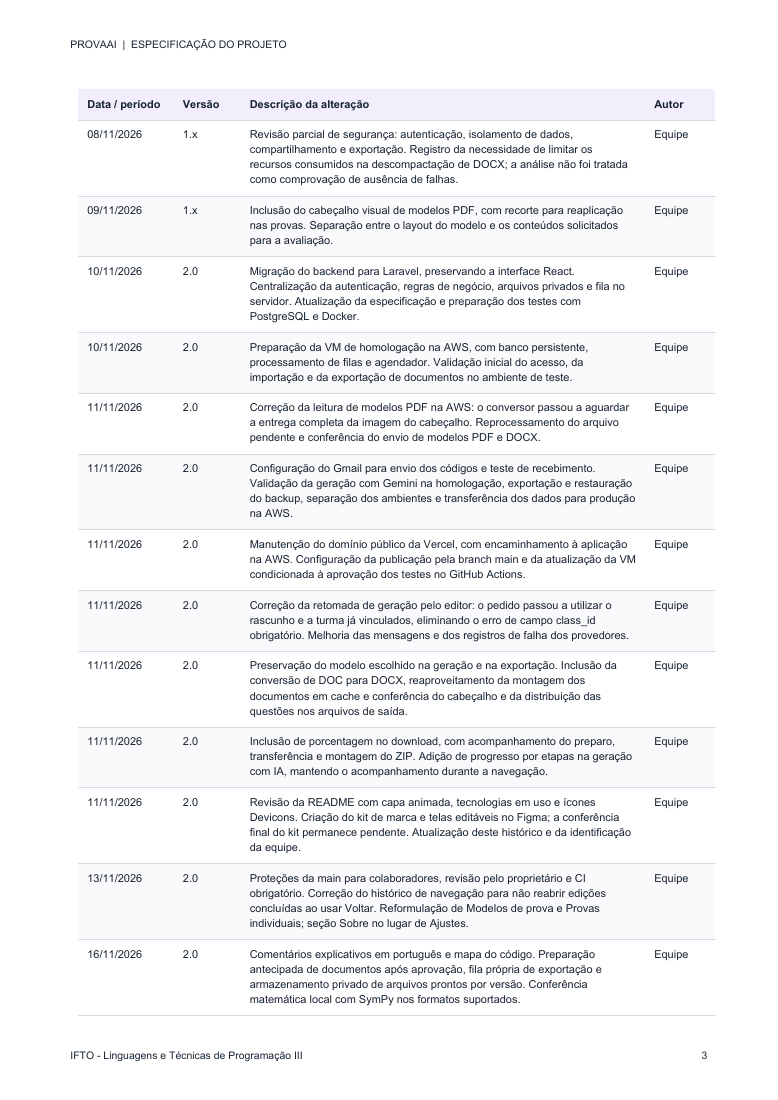 PROVAAI | ESPECIFICAÇÃO DO PROJETO
Data / período Versão Descrição da alteração Autor
08/11/2026 1.x Revisão parcial de segurança: autenticação, isolamento de dados, Equipe
compartilhamento e exportação. Registro da necessidade de limitar os
recursos consumidos na descompactação de DOCX; a análise não foi tratada
como comprovação de ausência de falhas.
09/11/2026 1.x Inclusão do cabeçalho visual de modelos PDF, com recorte para reaplicação Equipe
nas provas. Separação entre o layout do modelo e os conteúdos solicitados
para a avaliação.
10/11/2026 2.0 Migração do backend para Laravel, preservando a interface React. Equipe
Centralização da autenticação, regras de negócio, arquivos privados e fila no
servidor. Atualização da especificação e preparação dos testes com
PostgreSQL e Docker.
10/11/2026 2.0 Preparação da VM de homologação na AWS, com banco persistente, Equipe
processamento de filas e agendador. Validação inicial do acesso, da
importação e da exportação de documentos no ambiente de teste.
11/11/2026 2.0 Correção da leitura de modelos PDF na AWS: o conversor passou a aguardar Equipe
a entrega completa da imagem do cabeçalho. Reprocessamento do arquivo
pendente e conferência do envio de modelos PDF e DOCX.
11/11/2026 2.0 Configuração do Gmail para envio dos códigos e teste de recebimento. Equipe
Validação da geração com Gemini na homologação, exportação e restauração
do backup, separação dos ambientes e transferência dos dados para produção
na AWS.
11/11/2026 2.0 Manutenção do domínio público da Vercel, com encaminhamento à aplicação Equipe
na AWS. Configuração da publicação pela branch main e da atualização da VM
condicionada à aprovação dos testes no GitHub Actions.
11/11/2026 2.0 Correção da retomada de geração pelo editor: o pedido passou a utilizar o Equipe
rascunho e a turma já vinculados, eliminando o erro de campo class_id
obrigatório. Melhoria das mensagens e dos registros de falha dos provedores.
11/11/2026 2.0 Preservação do modelo escolhido na geração e na exportação. Inclusão da Equipe
conversão de DOC para DOCX, reaproveitamento da montagem dos
documentos em cache e conferência do cabeçalho e da distribuição das
questões nos arquivos de saída.
11/11/2026 2.0 Inclusão de porcentagem no download, com acompanhamento do preparo, Equipe
transferência e montagem do ZIP. Adição de progresso por etapas na geração
com IA, mantendo o acompanhamento durante a navegação.
11/11/2026 2.0 Revisão da README com capa animada, tecnologias em uso e ícones Equipe
Devicons. Criação do kit de marca e telas editáveis no Figma; a conferência
final do kit permanece pendente. Atualização deste histórico e da identificação
da equipe.
13/11/2026 2.0 Proteções da main para colaboradores, revisão pelo proprietário e CI Equipe
obrigatório. Correção do histórico de navegação para não reabrir edições
concluídas ao usar Voltar. Reformulação de Modelos de prova e Provas
individuais; seção Sobre no lugar de Ajustes.
16/11/2026 2.0 Comentários explicativos em português e mapa do código. Preparação Equipe
antecipada de documentos após aprovação, fila própria de exportação e
armazenamento privado de arquivos prontos por versão. Conferência
matemática local com SymPy nos formatos suportados.
IFTO - Linguagens e Técnicas de Programação III 3